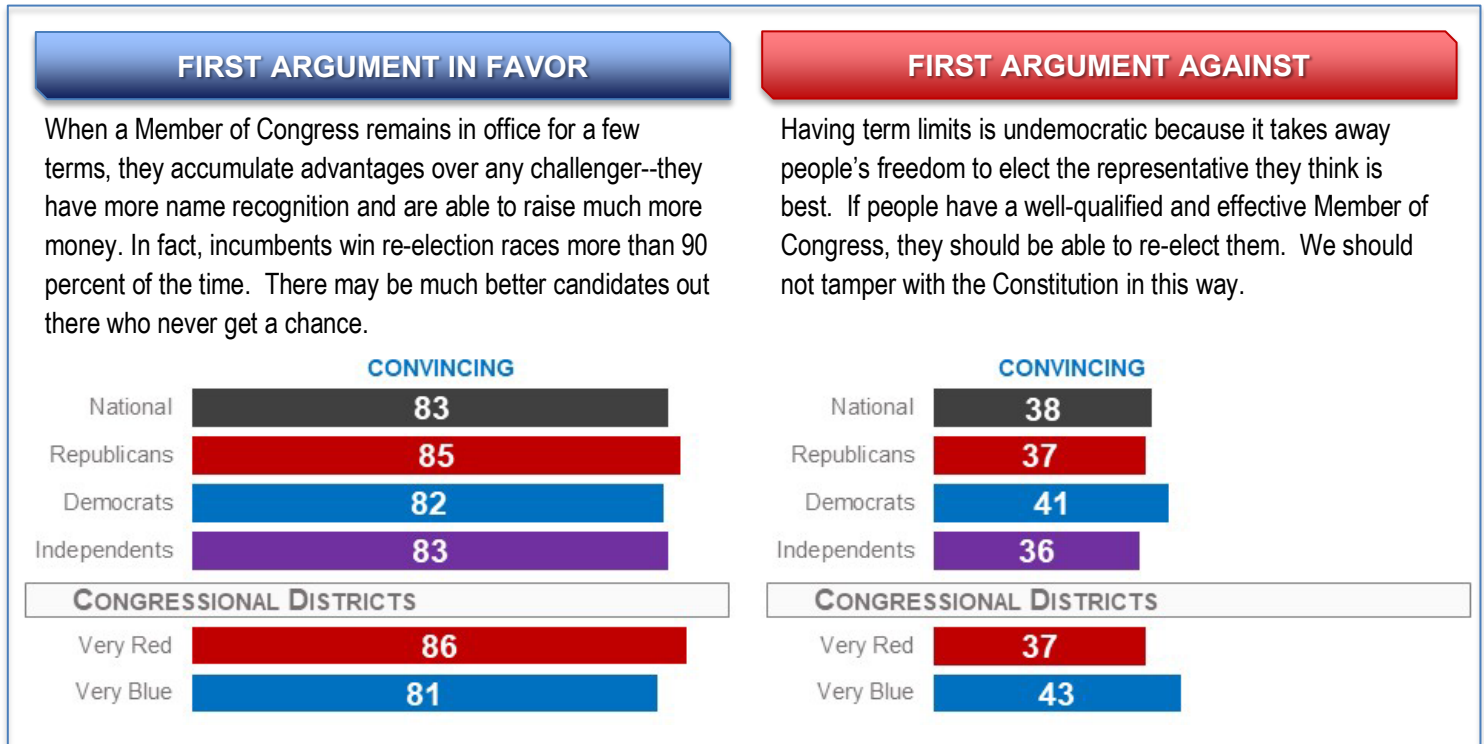 FIRST ARGUMENT IN FAVOR
When a Member of Congress remains in office for a few
terms, they accumulate advantages over any challenger--they
have more name recognition and are able to raise much more
money. In fact, incumbents win re-election races more than 90
percent of the time.  There may be much better candidates out
there who never get a chance.
CONVINCING
National 83
Republicans 85
Democrats 82
Independents 83
CONGRESSIONAL DISTRICTS
Very Red 86
Very Blue 81
FIRST ARGUMENT AGAINST
Having term limits is undemocratic because it takes away
people’s freedom to elect the representative they think is
best.  If people have a well-qualified and effective Member of
Congress, they should be able to re-elect them.  We should
not tamper with the Constitution in this way.
CONVINCING
National 38
Republicans 37
Democrats 41
Independents 36
CONGRESSIONAL DISTRICTS
Very Red 37
Very Blue 43